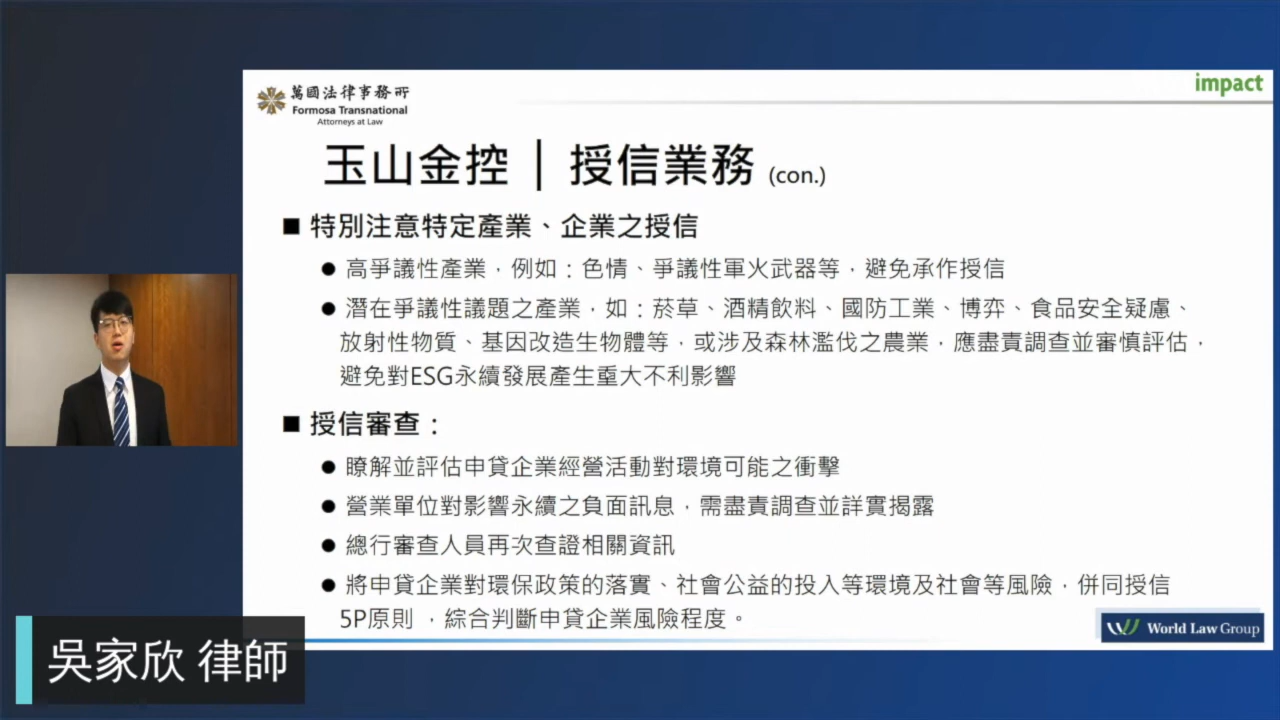 萬國法律事務所
Formosa Transnational
Attorneys at Law
impact
玉山金控│授信業務 (con.)
■ 特別注意特定產業、企業之授信
● 高爭議性產業，例如：色情、爭議性軍火武器等，避免承作授信
● 潛在爭議性議題之產業，如：菸草、酒精飲料、國防工業、博弈、食品安全疑慮、
放射性物質、基因改造生物體等，或涉及森林濫伐之農業，應盡責調查並審慎評估，
避免對ESG永續發展產生重大不利影響
■ 授信審查：
● 瞭解並評估申貸企業經營活動對環境可能之衝擊
● 營業單位對影響永續之負面訊息，需盡責調查並詳實揭露
● 總行審查人員再次查證相關資訊
● 將申貸企業對環保政策的落實、社會公益的投入等環境及社會等風險，併同授信
5P原則 ，綜合判斷申貸企業風險程度。
World Law Group
吳家欣 律師